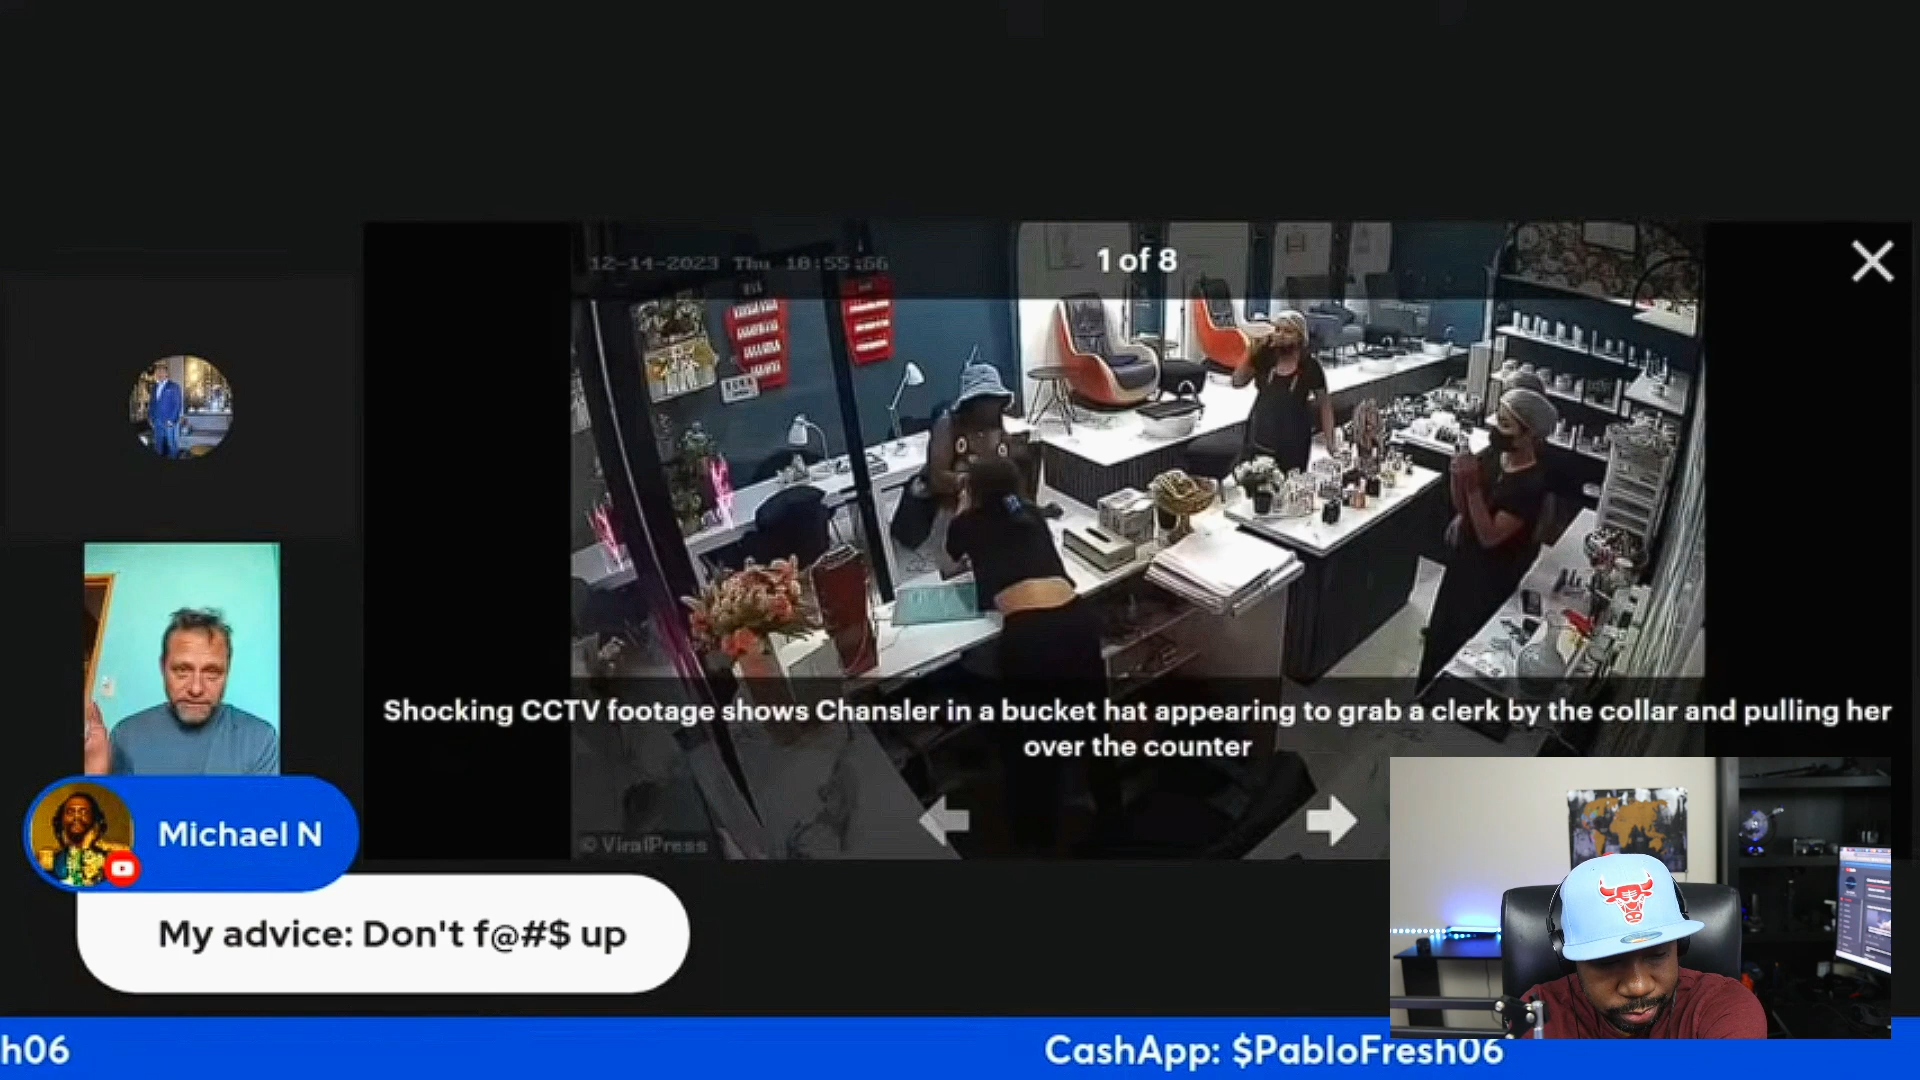 12-14-2023 Thu 18:55:56
1 of 8
Shocking CCTV footage shows Chansler in a bucket hat appearing to grab a clerk by the collar and pulling her
over the counter
© ViralPress
Michael N
My advice: Don't f@#$ up
h06
CashApp: $PabloFresh06